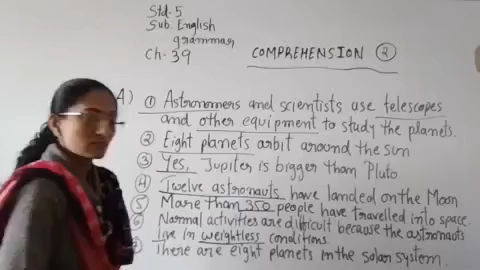 Std-5
Sub English
grammar
Ch-39
COMPREHENSION ②
A) ① Astronomers and scientists use telescopes
and other equipment to study the planets.
② Eight planets orbit around the sun
③ Yes, Jupiter is bigger than Pluto
④ Twelve astronauts have landed on the Moon
⑤ More than 350 people have travelled into space.
⑥ Normal activities are difficult because the astronauts
live in weightless conditions.
There are eight planets in the solar system.